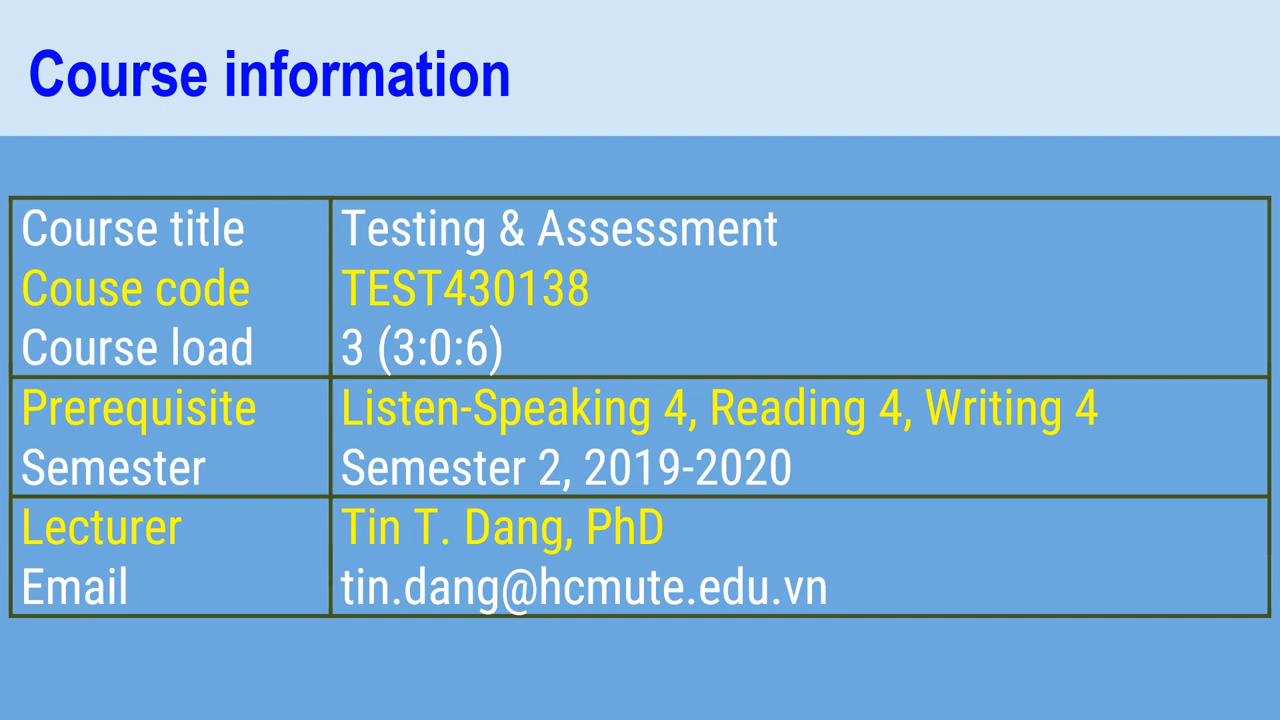 Course information
Course title Testing & Assessment
Couse code TEST430138
Course load 3 (3:0:6)
Prerequisite Listen-Speaking 4, Reading 4, Writing 4
Semester Semester 2, 2019-2020
Lecturer Tin T. Dang, PhD
Email tin.dang@hcmute.edu.vn